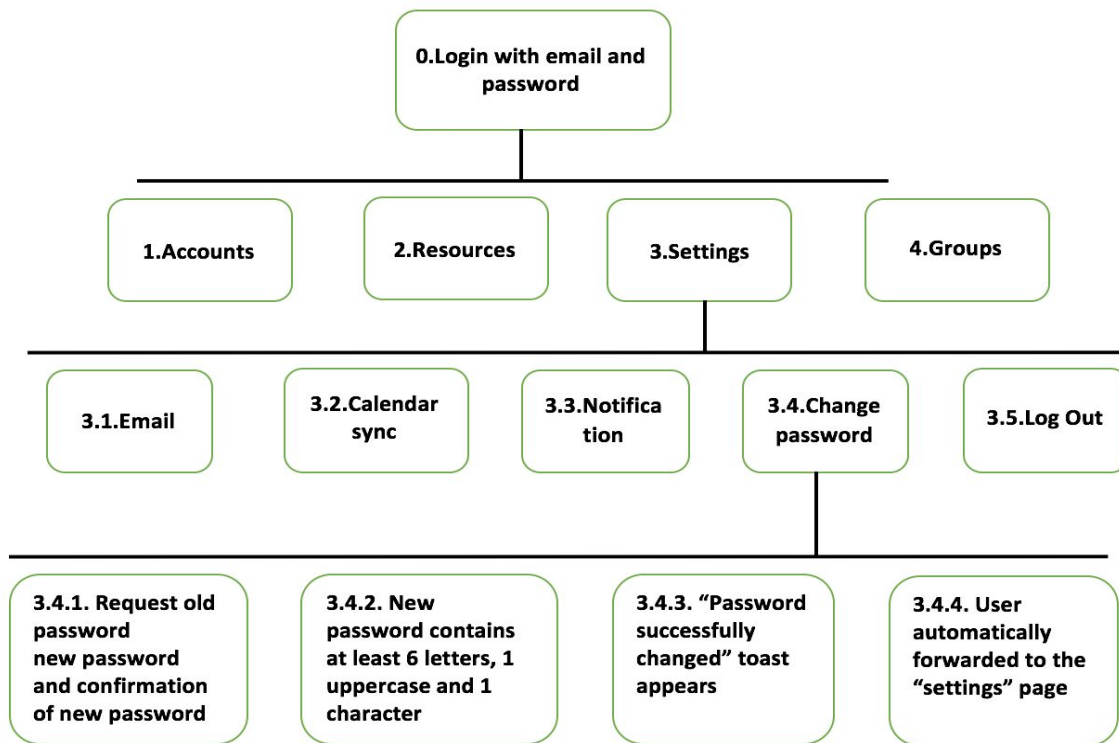 0.Login with email and
password
1.Accounts
2.Resources
3.Settings
4.Groups
3.1.Email
3.2.Calendar
sync
3.3.Notifica
tion
3.4.Change
password
3.5.Log Out
3.4.1. Request old
password
new password
and confirmation
of new password
3.4.2. New
password contains
at least 6 letters, 1
uppercase and 1
character
3.4.3. “Password
successfully
changed” toast
appears
3.4.4. User
automatically
forwarded to the
“settings” page